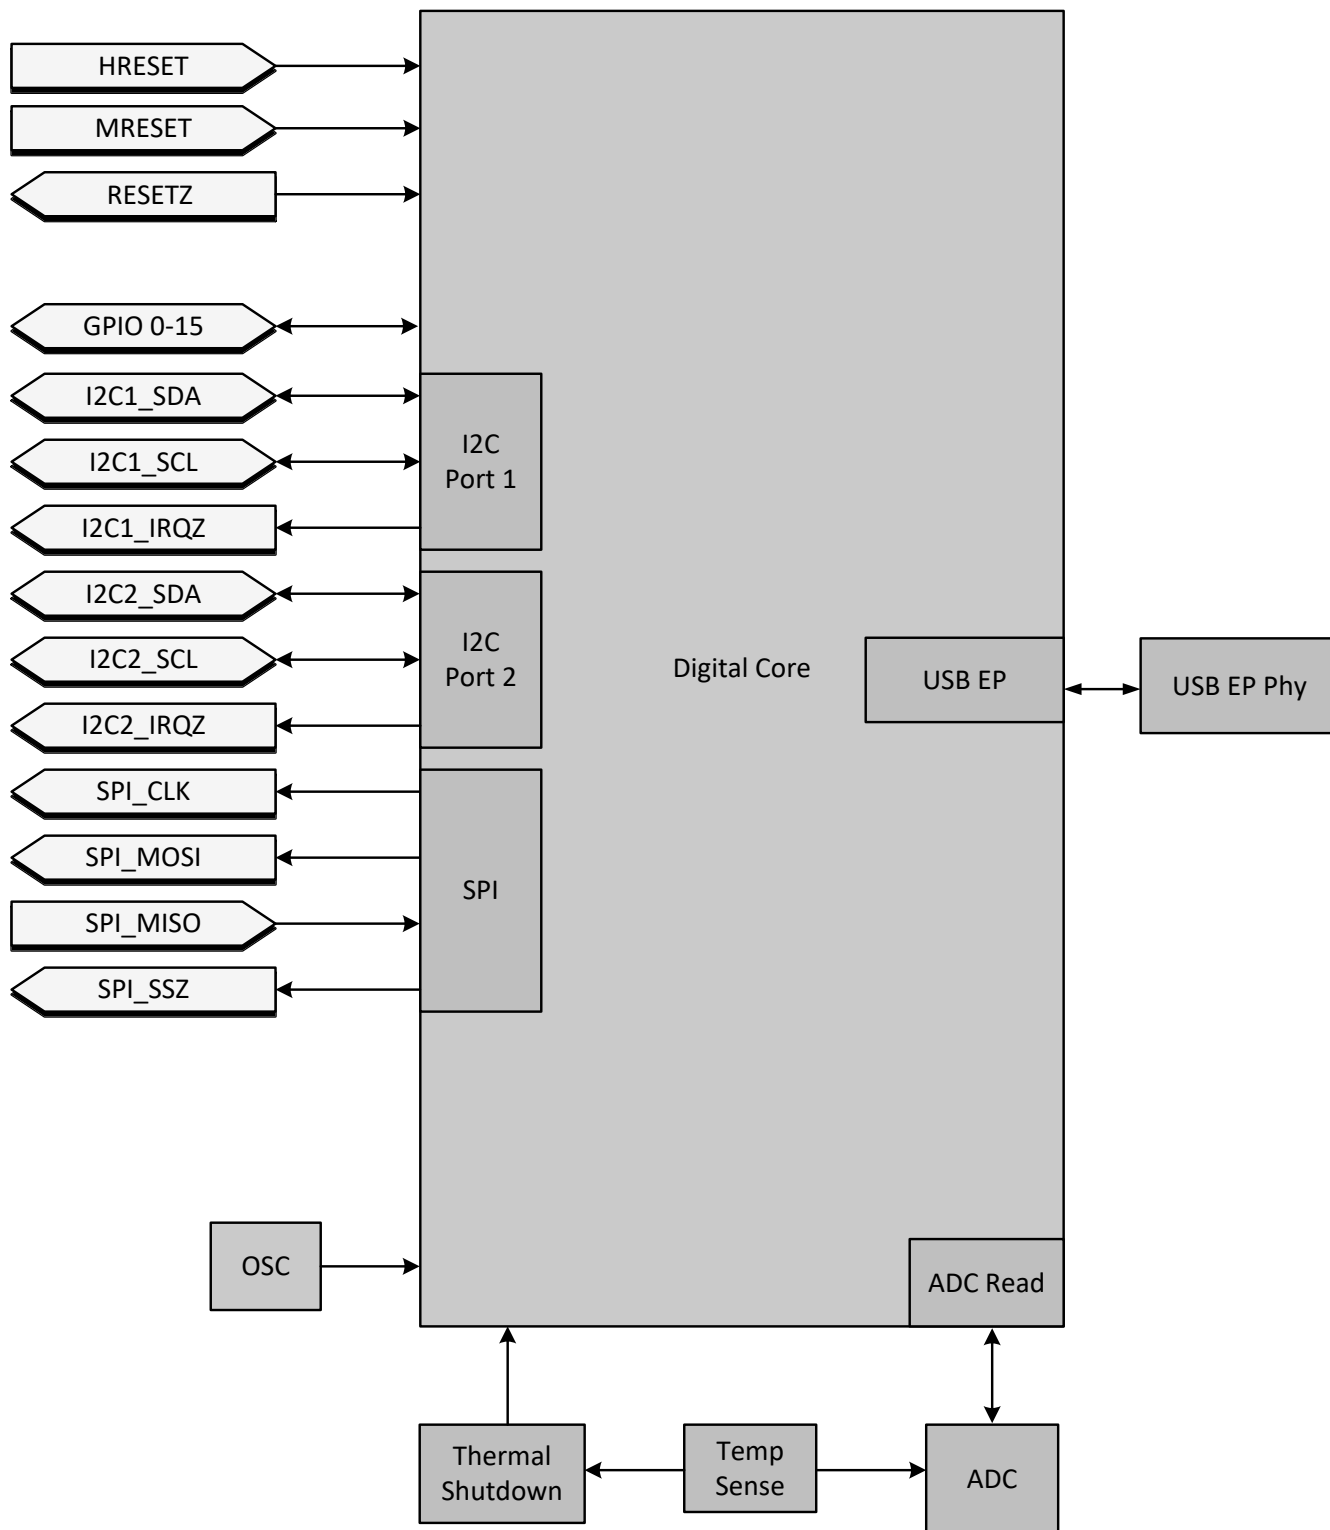 HRESET
MRESET
RESETZ
GPIO 0-15
I2C1_SDA
I2C1_SCL
I2C1_IRQZ
I2C2_SDA
I2C2_SCL
I2C2_IRQZ
SPI_CLK
SPI_MOSI
SPI_MISO
SPI_SSZ
I2C
Port 1
I2C
Port 2
SPI
Digital Core
USB EP
USB EP Phy
OSC
ADC Read
Thermal
Shutdown
Temp
Sense
ADC